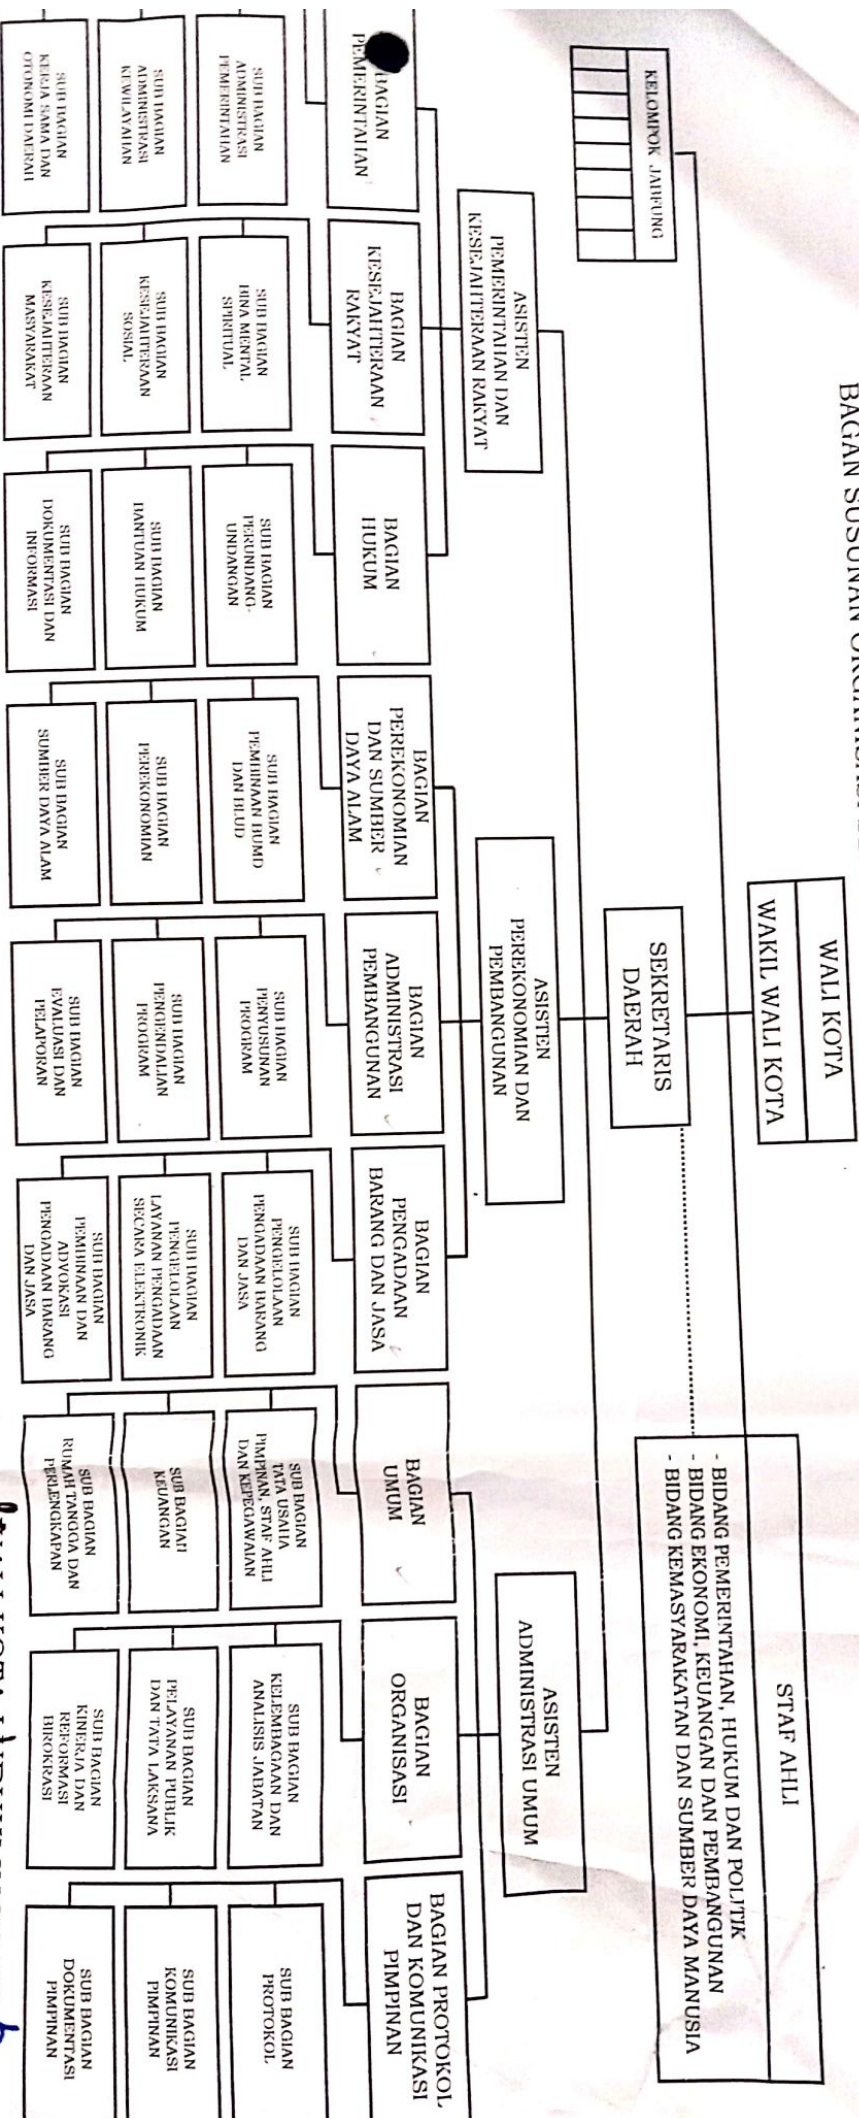 BAGAN SUSUNAN
WALI KOTA
WAKIL WALI KOTA
STAF AHLI
- BIDANG PEMERINTAHAN, HUKUM DAN POLITIK
- BIDANG EKONOMI, KEUANGAN DAN PEMBANGUNAN
- BIDANG KEMASYARAKATAN DAN SUMBER DAYA MANUSIA
SEKRETARIS
DAERAH
KELOMPOK JABFUNG
ASISTEN
PEMERINTAHAN DAN
KESEJAHTERAAN RAKYAT
ASISTEN
PEREKONOMIAN DAN
PEMBANGUNAN
ASISTEN
ADMINISTRASI UMUM
BAGIAN
PEMERINTAHAN
BAGIAN
KESEJAHTERAAN
RAKYAT
BAGIAN
HUKUM
BAGIAN
PEREKONOMIAN
DAN SUMBER
DAYA ALAM
BAGIAN
ADMINISTRASI
PEMBANGUNAN
BAGIAN
PENGADAAN
BARANG DAN JASA
BAGIAN
UMUM
BAGIAN
ORGANISASI
BAGIAN PROTOKOL
DAN KOMUNIKASI
PIMPINAN
SUB BAGIAN
ADMINISTRASI
PEMERINTAHAN
SUB BAGIAN
BINA MENTAL
SPIRITUAL
SUB BAGIAN
PERUNDANG-
UNDANGAN
SUB BAGIAN
PEMBINAAN BUMD
DAN BLUD
SUB BAGIAN
PENYUSUNAN
PROGRAM
SUB BAGIAN
PENGELOLAAN
PENGADAAN BARANG
DAN JASA
SUB BAGIAN
TATA USAHA
PIMPINAN, STAF AHLI
DAN KEPEGAWAIAN
SUB BAGIAN
KELEMBAGAAN DAN
ANALISIS JABATAN
SUB BAGIAN
PROTOKOL
SUB BAGIAN
ADMINISTRASI
KEWILAYAHAN
SUB BAGIAN
KESEJAHTERAAN
SOSIAL
SUB BAGIAN
BANTUAN HUKUM
SUB BAGIAN
PEREKONOMIAN
SUB BAGIAN
PENGENDALIAN
PROGRAM
SUB BAGIAN
PENGELOLAAN
LAYANAN PENGADAAN
SECARA ELEKTRONIK
SUB BAGIAN
KEUANGAN
SUB BAGIAN
PELAYANAN PUBLIK
DAN TATA LAKSANA
SUB BAGIAN
KOMUNIKASI
PIMPINAN
SUB BAGIAN
KERJA SAMA DAN
OTONOMI DAERAH
SUB BAGIAN
KESEJAHTERAAN
MASYARAKAT
SUB BAGIAN
DOKUMENTASI DAN
INFORMASI
SUB BAGIAN
SUMBER DAYA ALAM
SUB BAGIAN
EVALUASI DAN
PELAPORAN
SUB BAGIAN
PEMBINAAN DAN
ADVOKASI
PENGADAAN BARANG
DAN JASA
SUB BAGIAN
RUMAH TANGGA DAN
PERLENGKAPAN
SUB BAGIAN
KINERJA DAN
REFORMASI
BIROKRASI
SUB BAGIAN
DOKUMENTASI
PIMPINAN